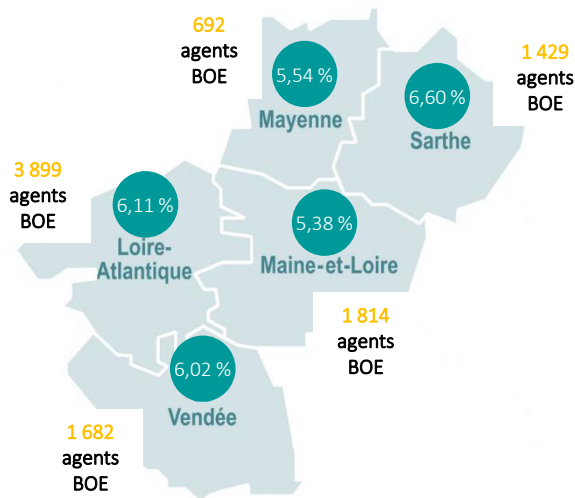 692
agents
BOE
5,54 %
Mayenne
1 429
agents
BOE
6,60 %
Sarthe
3 899
agents
BOE
6,11 %
Loire-
Atlantique
5,38 %
Maine-et-Loire
1 814
agents
BOE
6,02 %
Vendée
1 682
agents
BOE